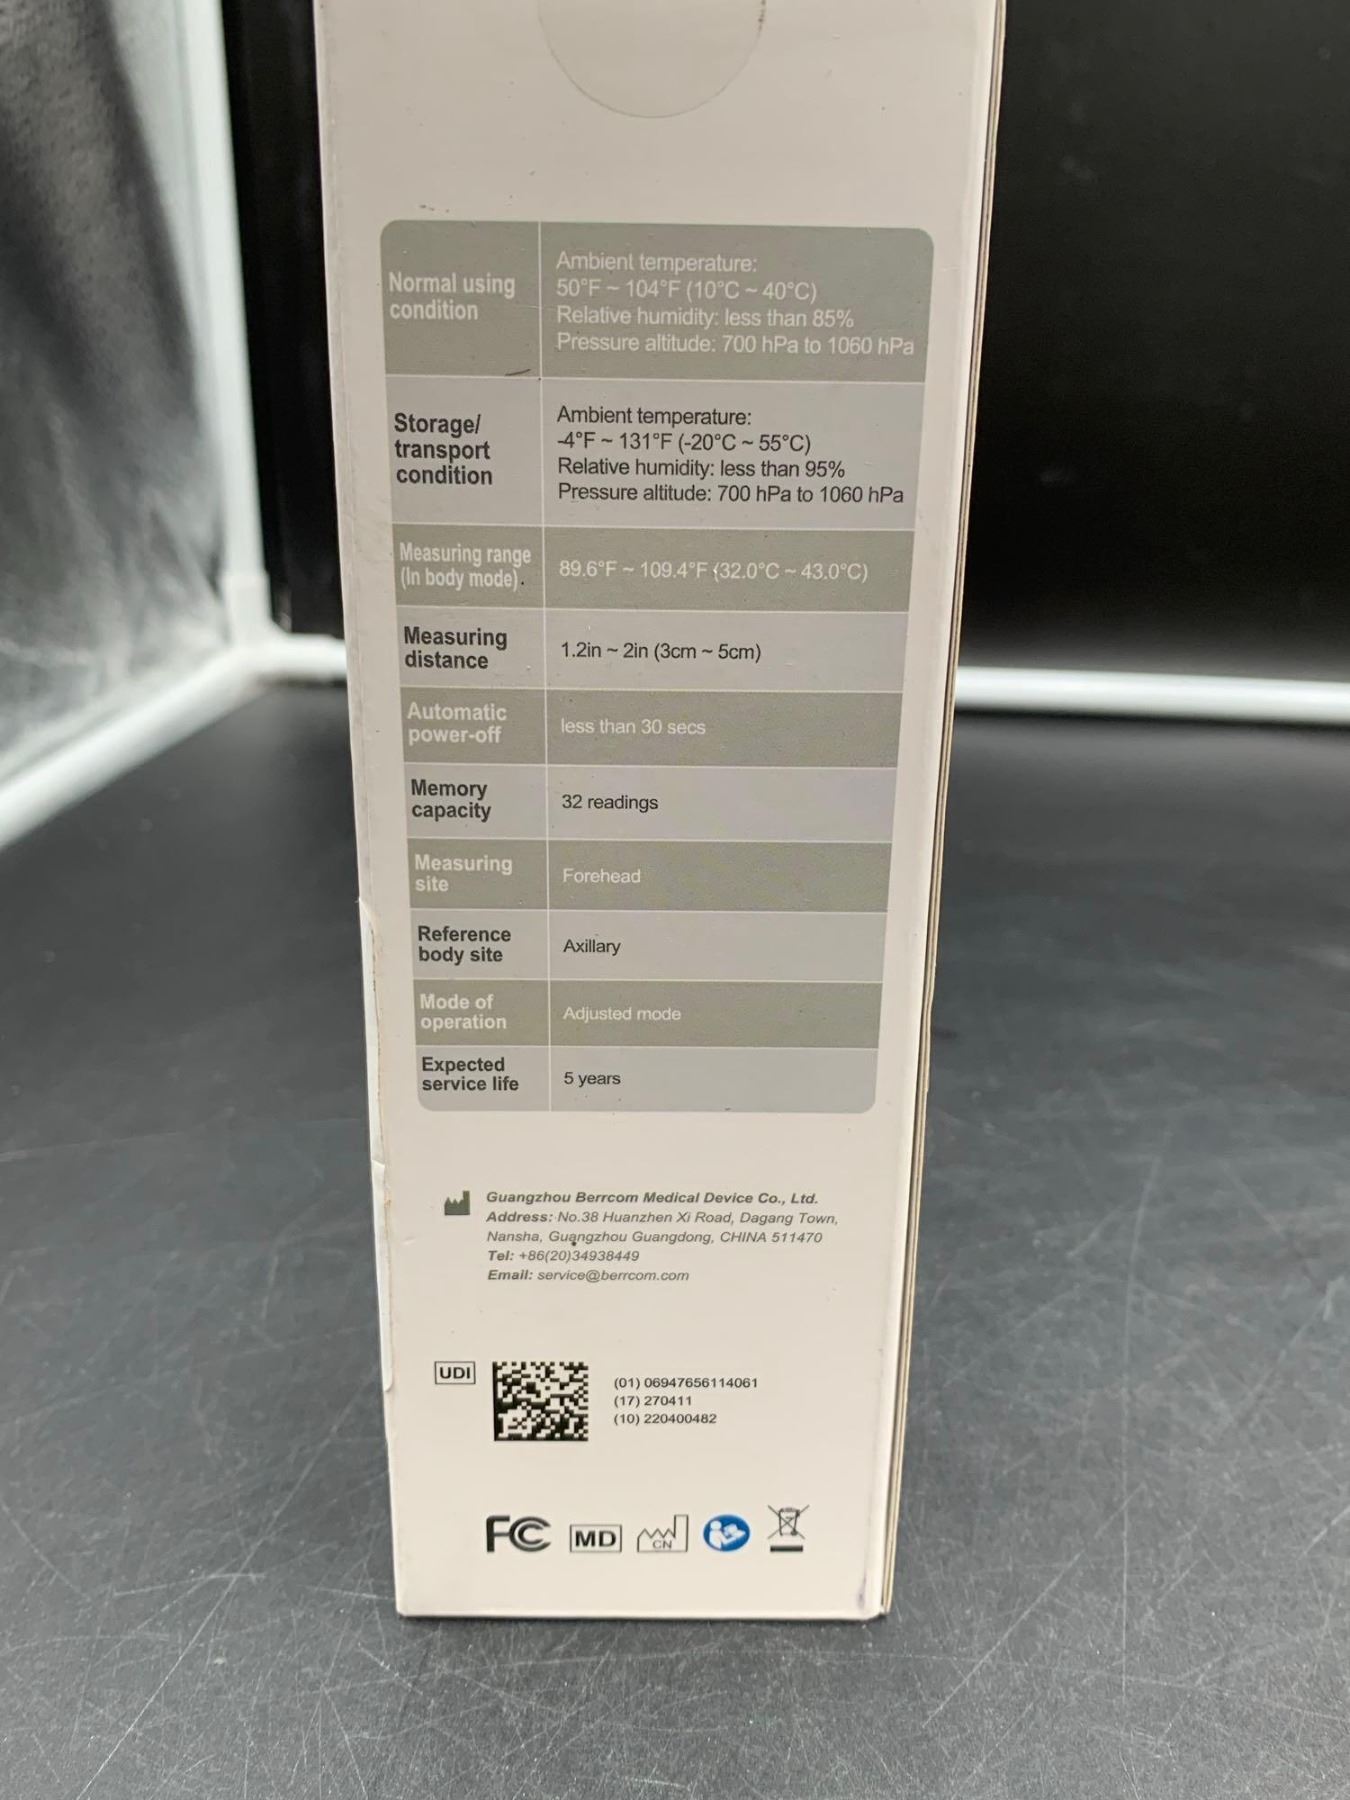 Normal using
condition
Ambient temperature:
50°F ~ 104°F (10°C ~ 40°C)
Relative humidity: less than 85%
Pressure altitude: 700 hPa to 1060 hPa
Storage/
transport
condition
Ambient temperature:
-4°F ~ 131°F (-20°C ~ 55°C)
Relative humidity: less than 95%
Pressure altitude: 700 hPa to 1060 hPa
Measuring range
(In body mode)
89.6°F ~ 109.4°F (32.0°C ~ 43.0°C)
Measuring
distance
1.2in ~ 2in (3cm ~ 5cm)
Automatic
power-off
less than 30 secs
Memory
capacity
32 readings
Measuring
site
Forehead
Reference
body site
Axillary
Mode of
operation
Adjusted mode
Expected
service life
5 years
Guangzhou Berrcom Medical Device Co., Ltd.
Address: No.38 Huanzhen Xi Road, Dagang Town,
Nansha, Guangzhou Guangdong, CHINA 511470
Tel: +86(20)34938449
Email: service@berrcom.com
UDI
(01) 06947656114061
(17) 270411
(10) 220400482
FC MD CN